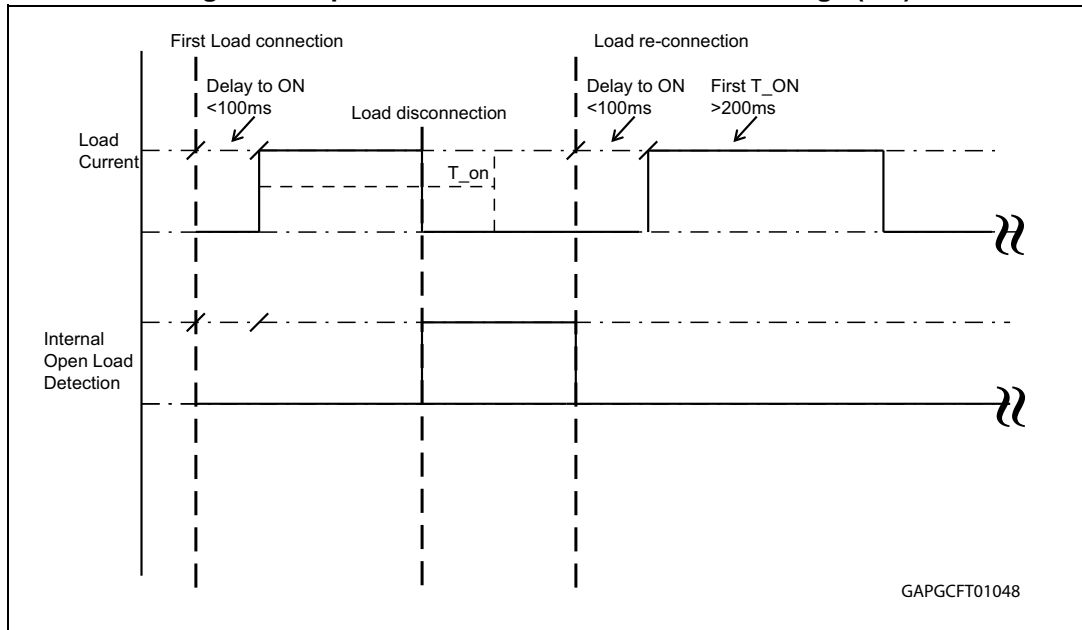 First Load connection
Load re-connection
Delay to ON
<100ms
Delay to ON
<100ms
First T_ON
>200ms
Load disconnection
Load
Current
T_on
Internal
Open Load
Detection
GAPGCFT01048